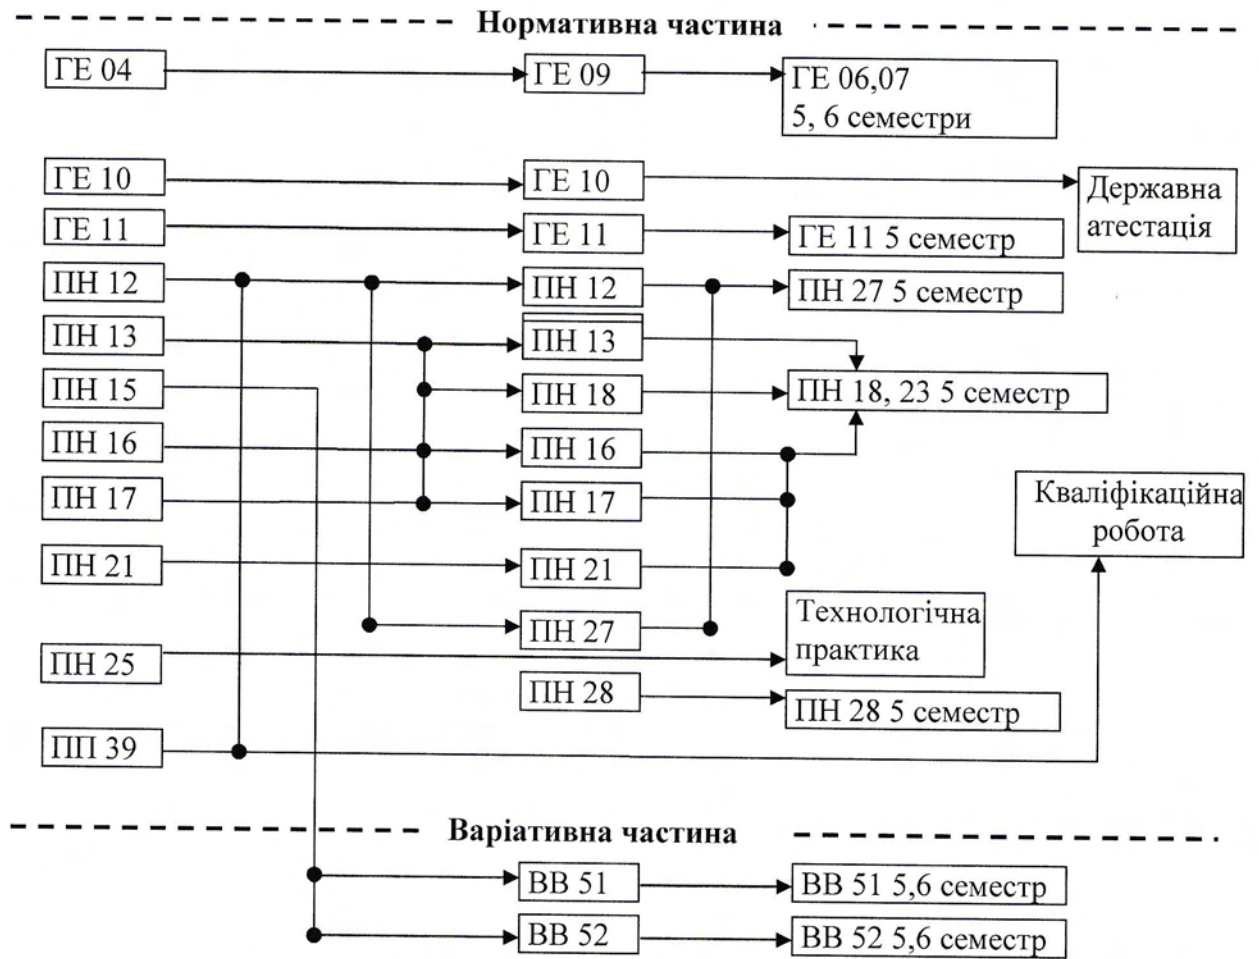 Нормативна частина
ГЕ 04
ГЕ 09
ГЕ 06,07
5, 6 семестри
ГЕ 10
ГЕ 10
Державна
атестація
ГЕ 11
ГЕ 11
ГЕ 11 5 семестр
ПН 12
ПН 12
ПН 27 5 семестр
ПН 13
ПН 13
ПН 15
ПН 18
ПН 18, 23 5 семестр
ПН 16
ПН 16
ПН 17
ПН 17
Кваліфікаційна
робота
ПН 21
ПН 21
ПН 27
Технологічна
практика
ПН 25
ПН 28
ПН 28 5 семестр
ПП 39
Варіативна частина
ВВ 51
ВВ 51 5,6 семестр
ВВ 52
ВВ 52 5,6 семестр